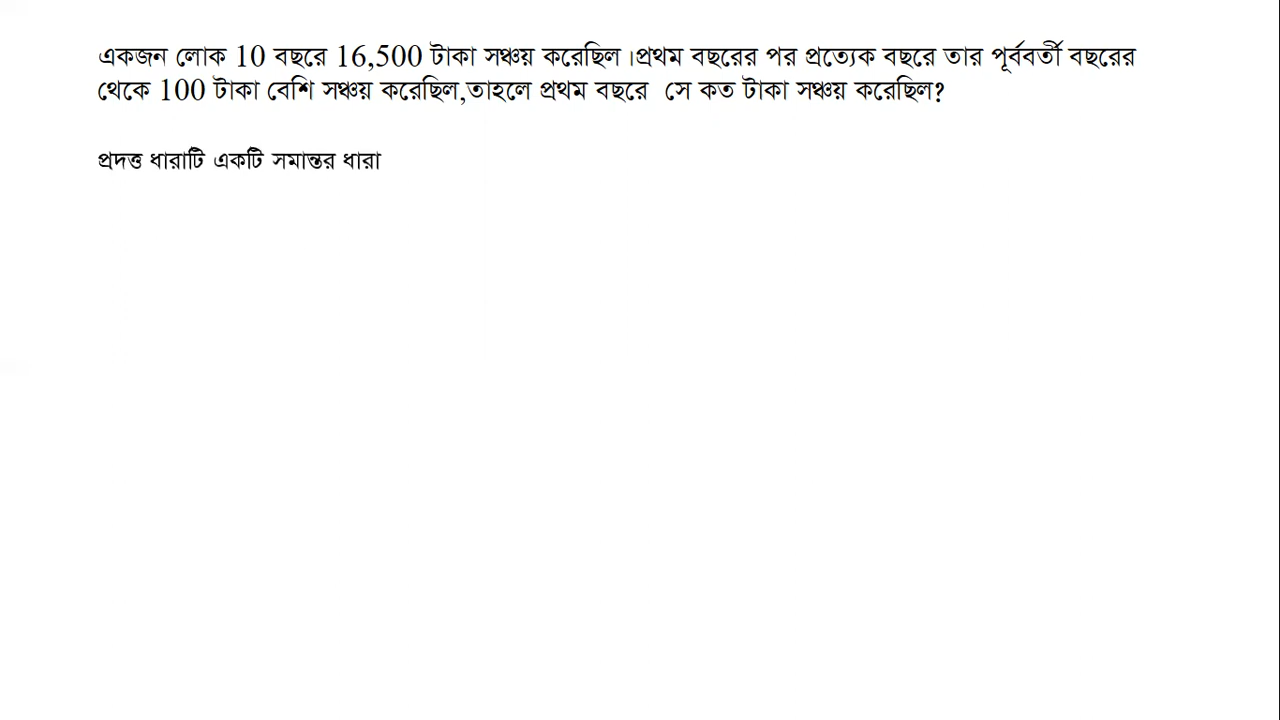 একজন লোক 10 বছরে 16,500 টাকা সঞ্চয় করেছিল।প্রথম বছরের পর প্রত্যেক বছরে তার পূর্ববর্তী বছরের
থেকে 100 টাকা বেশি সঞ্চয় করেছিল,তাহলে প্রথম বছরে সে কত টাকা সঞ্চয় করেছিল?
প্রদত্ত ধারাটি একটি সমান্তর ধারা